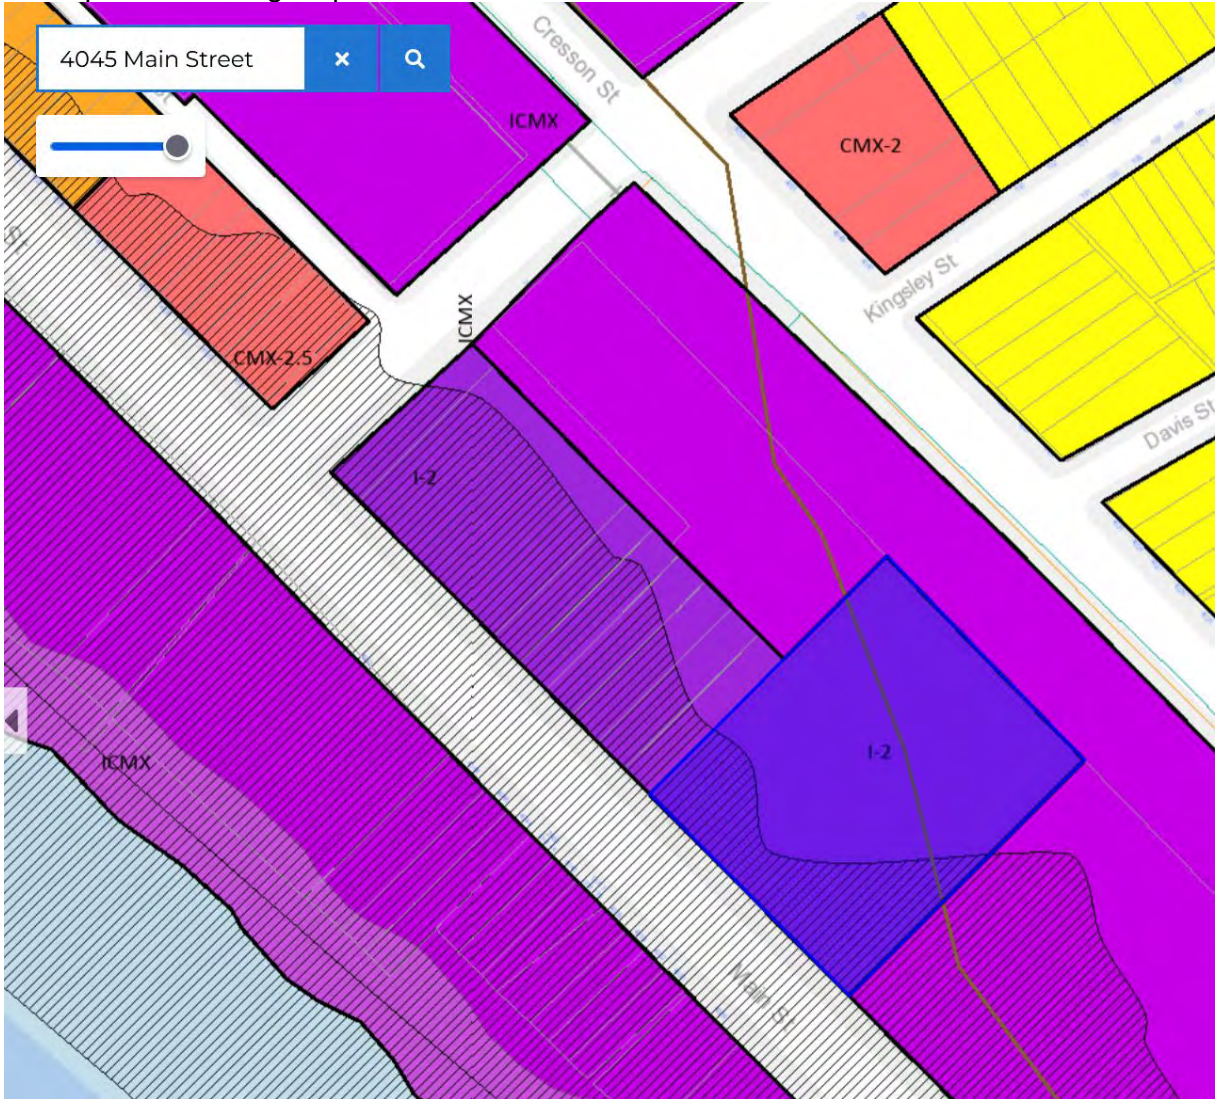 4045 Main Street
Cresson St
ICMX
CMX-2
St
Kingsley St
ICMX
CMX-2.5
Davis St
I-2
I-2
ICMX
Main St